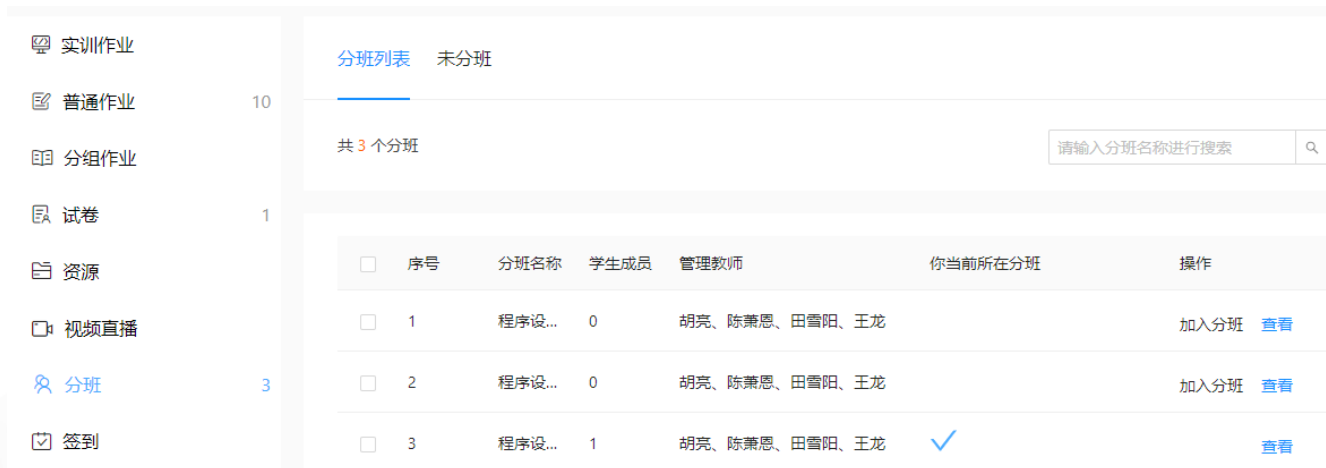 实训作业
普通作业 10
分组作业
试卷 1
资源
视频直播
分班 3
签到
分班列表 未分班
共 3 个分班
请输入分班名称进行搜索
序号 分班名称 学生成员 管理教师 你当前所在分班 操作
1 程序设... 0 胡亮、陈萧恩、田雪阳、王龙 加入分班 查看
2 程序设... 0 胡亮、陈萧恩、田雪阳、王龙 加入分班 查看
3 程序设... 1 胡亮、陈萧恩、田雪阳、王龙 查看